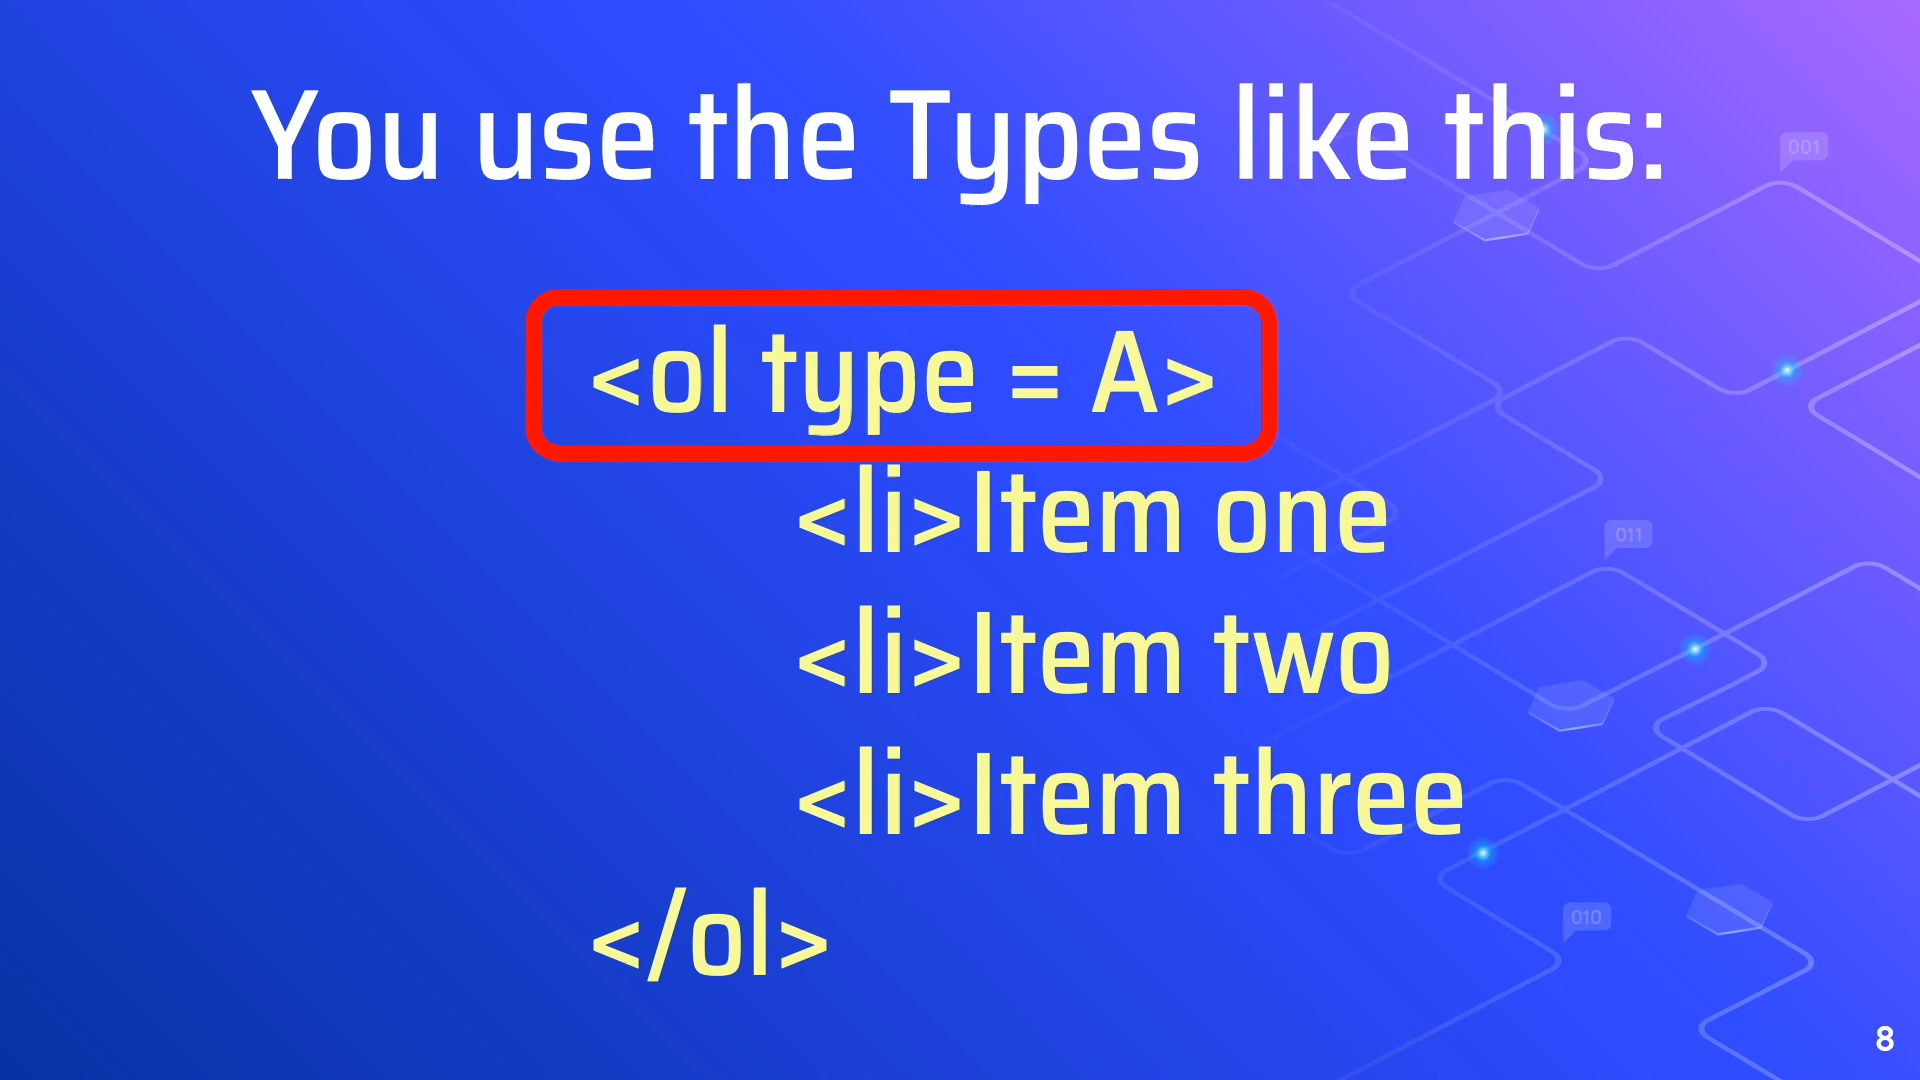 You use the Types like this:
<ol type = A>
<li>Item one
<li>Item two
<li>Item three
</ol>
001
011
010
8